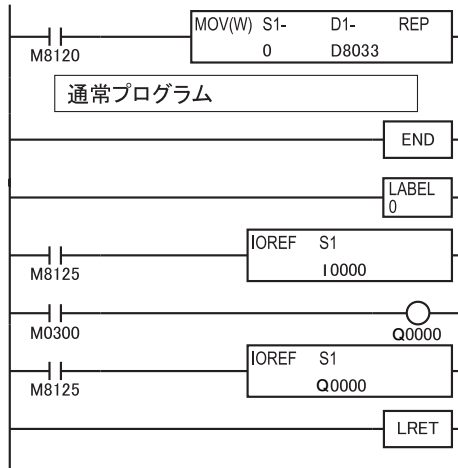 MOV(W) S1- D1- REP
0 D8033
M8120
通常プログラム
END
LABEL
0
IOREF S1
I0000
M8125
M0300
Q0000
IOREF S1
Q0000
M8125
LRET